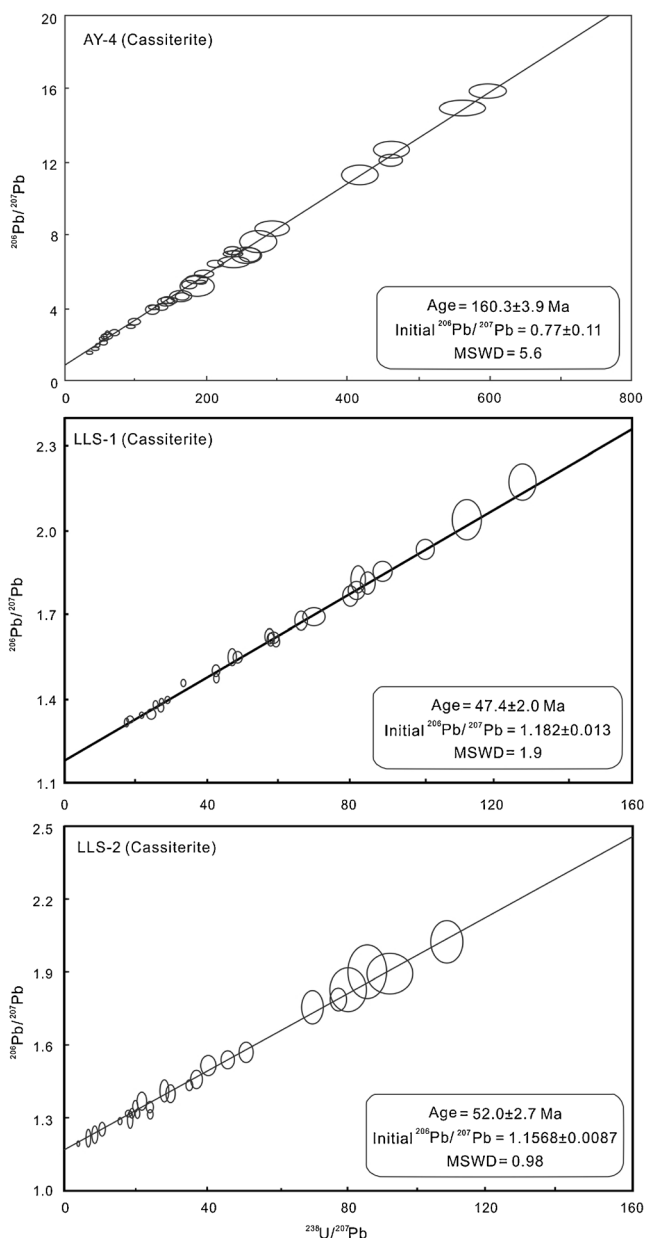 20
AY-4 (Cassiterite)
16
12
8
4
0
²⁰⁶Pb/²⁰⁷Pb
Age = 160.3±3.9 Ma
Initial ²⁰⁶Pb/²⁰⁷Pb = 0.77±0.11
MSWD = 5.6
0 200 400 600 800
LLS-1 (Cassiterite)
2.3
2.0
1.7
1.4
1.1
²⁰⁶Pb/²⁰⁷Pb
Age = 47.4±2.0 Ma
Initial ²⁰⁶Pb/²⁰⁷Pb = 1.182±0.013
MSWD = 1.9
0 40 80 120 160
2.5
LLS-2 (Cassiterite)
2.2
1.9
1.6
1.3
1.0
²⁰⁶Pb/²⁰⁷Pb
Age = 52.0±2.7 Ma
Initial ²⁰⁶Pb/²⁰⁷Pb = 1.1568±0.0087
MSWD = 0.98
0 40 80 120 160
²³⁸U/²⁰⁷Pb